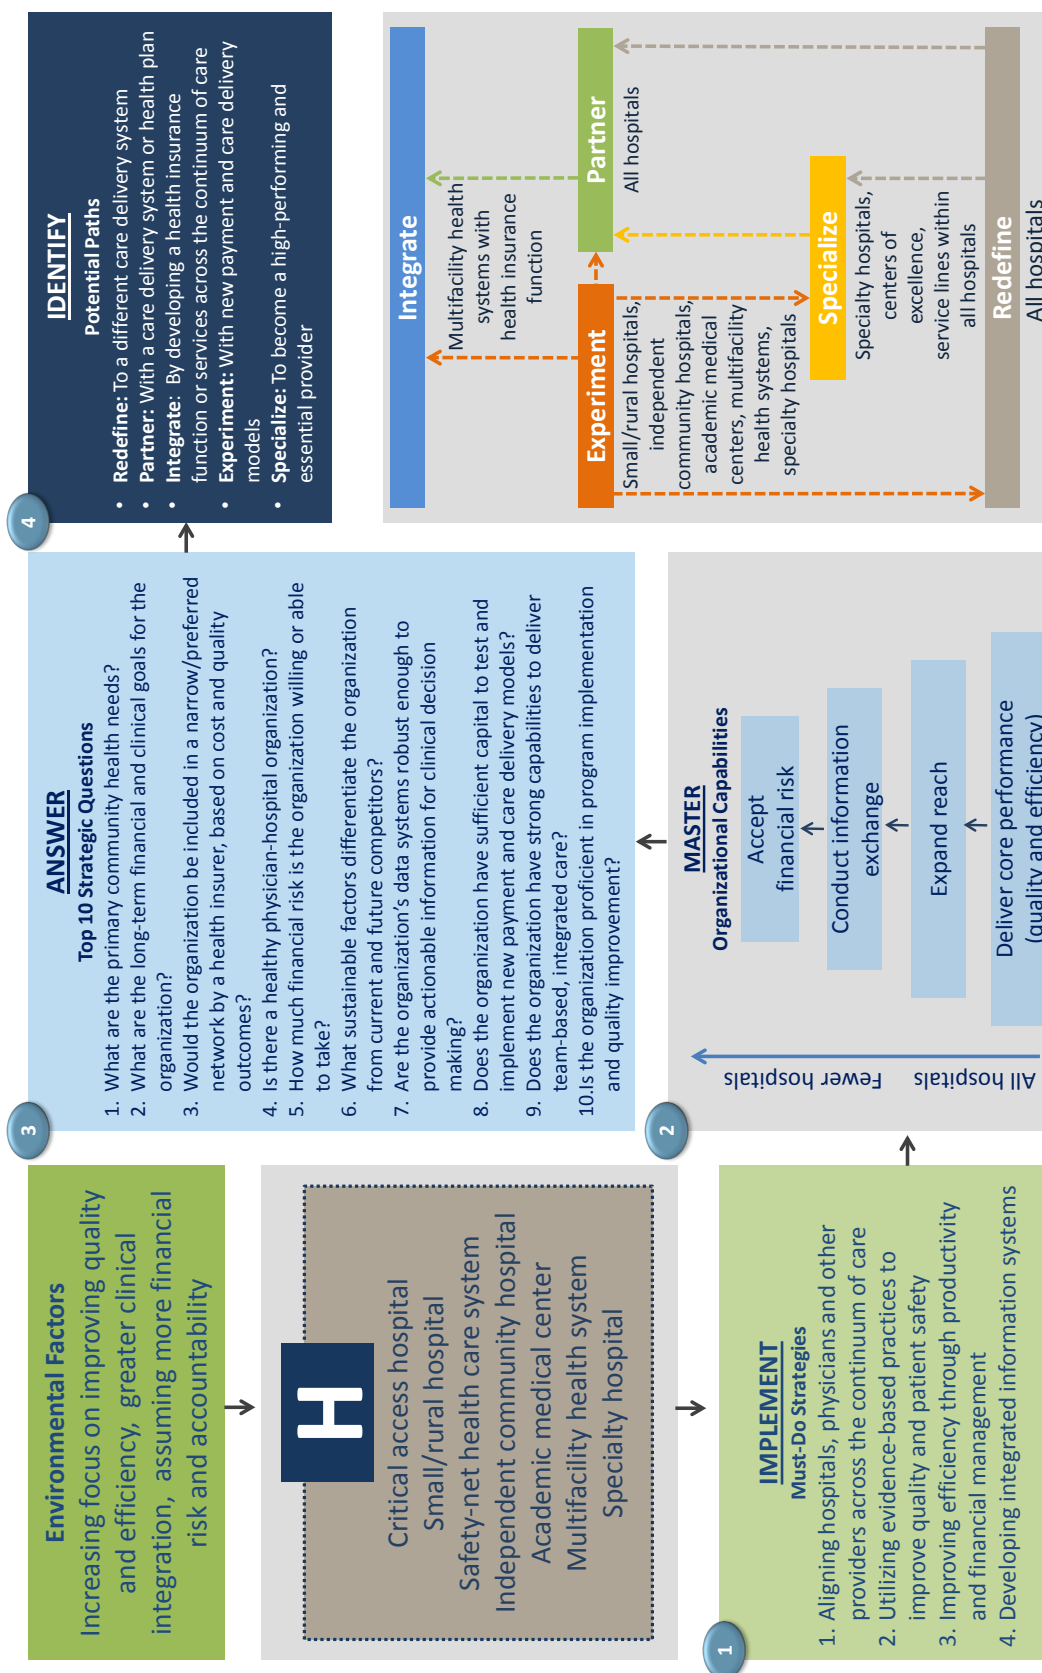 Environmental Factors
Increasing focus on improving quality
and efficiency, greater clinical
integration, assuming more financial
risk and accountability
H
Critical access hospital
Small/rural hospital
Safety-net health care system
Independent community hospital
Academic medical center
Multifacility health system
Specialty hospital
1
IMPLEMENT
Must-Do Strategies
1. Aligning hospitals, physicians and other
providers across the continuum of care
2. Utilizing evidence-based practices to
improve quality and patient safety
3. Improving efficiency through productivity
and financial management
4. Developing integrated information systems
2
MASTER
Organizational Capabilities
Accept
financial risk
Conduct information
exchange
Expand reach
Deliver core performance
(quality and efficiency)
All hospitals
Fewer hospitals
3
ANSWER
Top 10 Strategic Questions
1. What are the primary community health needs?
2. What are the long-term financial and clinical goals for the
organization?
3. Would the organization be included in a narrow/preferred
network by a health insurer, based on cost and quality
outcomes?
4. Is there a healthy physician-hospital organization?
5. How much financial risk is the organization willing or able
to take?
6. What sustainable factors differentiate the organization
from current and future competitors?
7. Are the organization’s data systems robust enough to
provide actionable information for clinical decision
making?
8. Does the organization have sufficient capital to test and
implement new payment and care delivery models?
9. Does the organization have strong capabilities to deliver
team-based, integrated care?
10.Is the organization proficient in program implementation
and quality improvement?
4
IDENTIFY
Potential Paths
• Redefine: To a different care delivery system
• Partner: With a care delivery system or health plan
• Integrate: By developing a health insurance
function or services across the continuum of care
• Experiment: With new payment and care delivery
models
• Specialize: To become a high-performing and
essential provider
Integrate
Multifacility health
systems with
health insurance
function
Experiment
Small/rural hospitals,
independent
community hospitals,
academic medical
centers, multifacility
health systems,
specialty hospitals
Partner
All hospitals
Specialize
Specialty hospitals,
centers of
excellence,
service lines within
all hospitals
Redefine
All hospitals